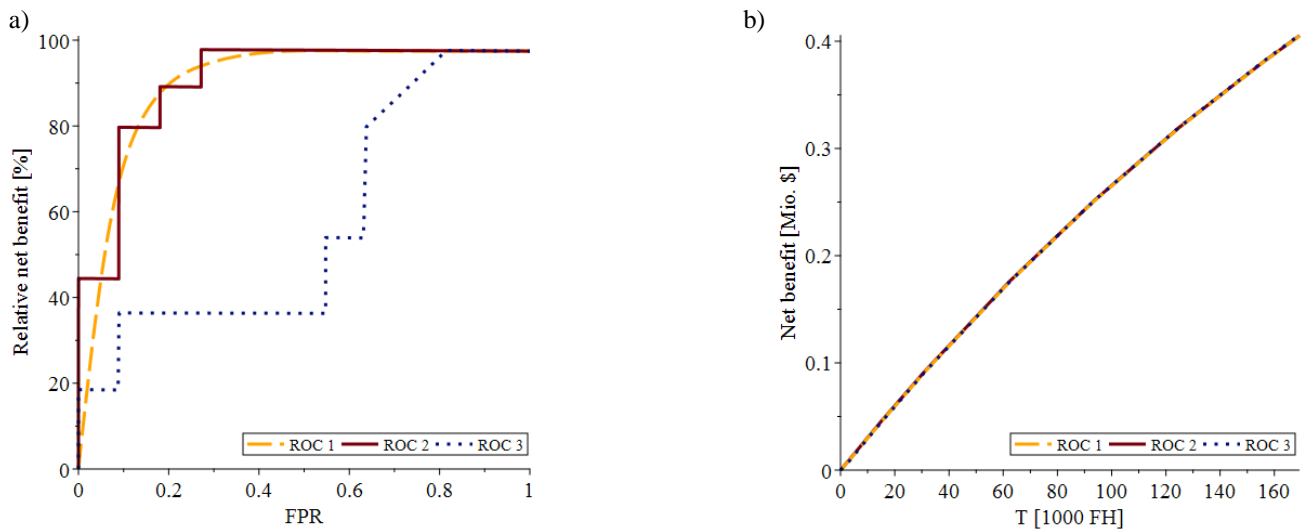 a)
100
80
60
40
20
0
Relative net benefit [%]
0
0.2
0.4
0.6
0.8
1
FPR
ROC 1
ROC 2
ROC 3
b)
0.4
0.3
0.2
0.1
0
Net benefit [Mio. $]
0
20
40
60
80
100
120
140
160
T [1000 FH]
ROC 1
ROC 2
ROC 3